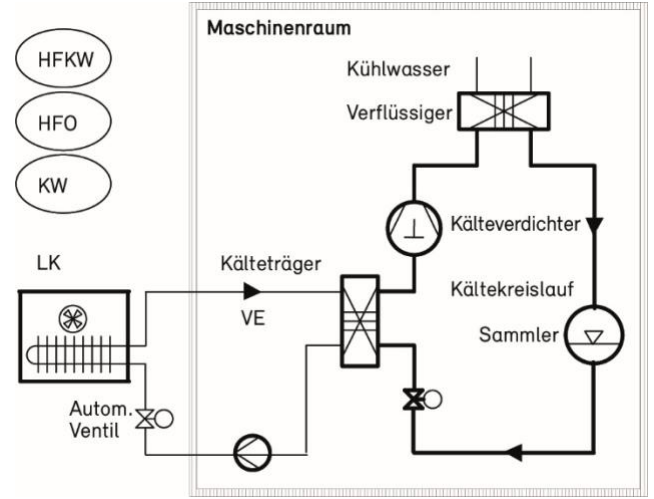 Maschinenraum
HFKW
HFO
KW
Kühlwasser
Verflüssiger
Kälteverdichter
LK
Kälteträger
VE
Kältekreislauf
Sammler
Autom.
Ventil